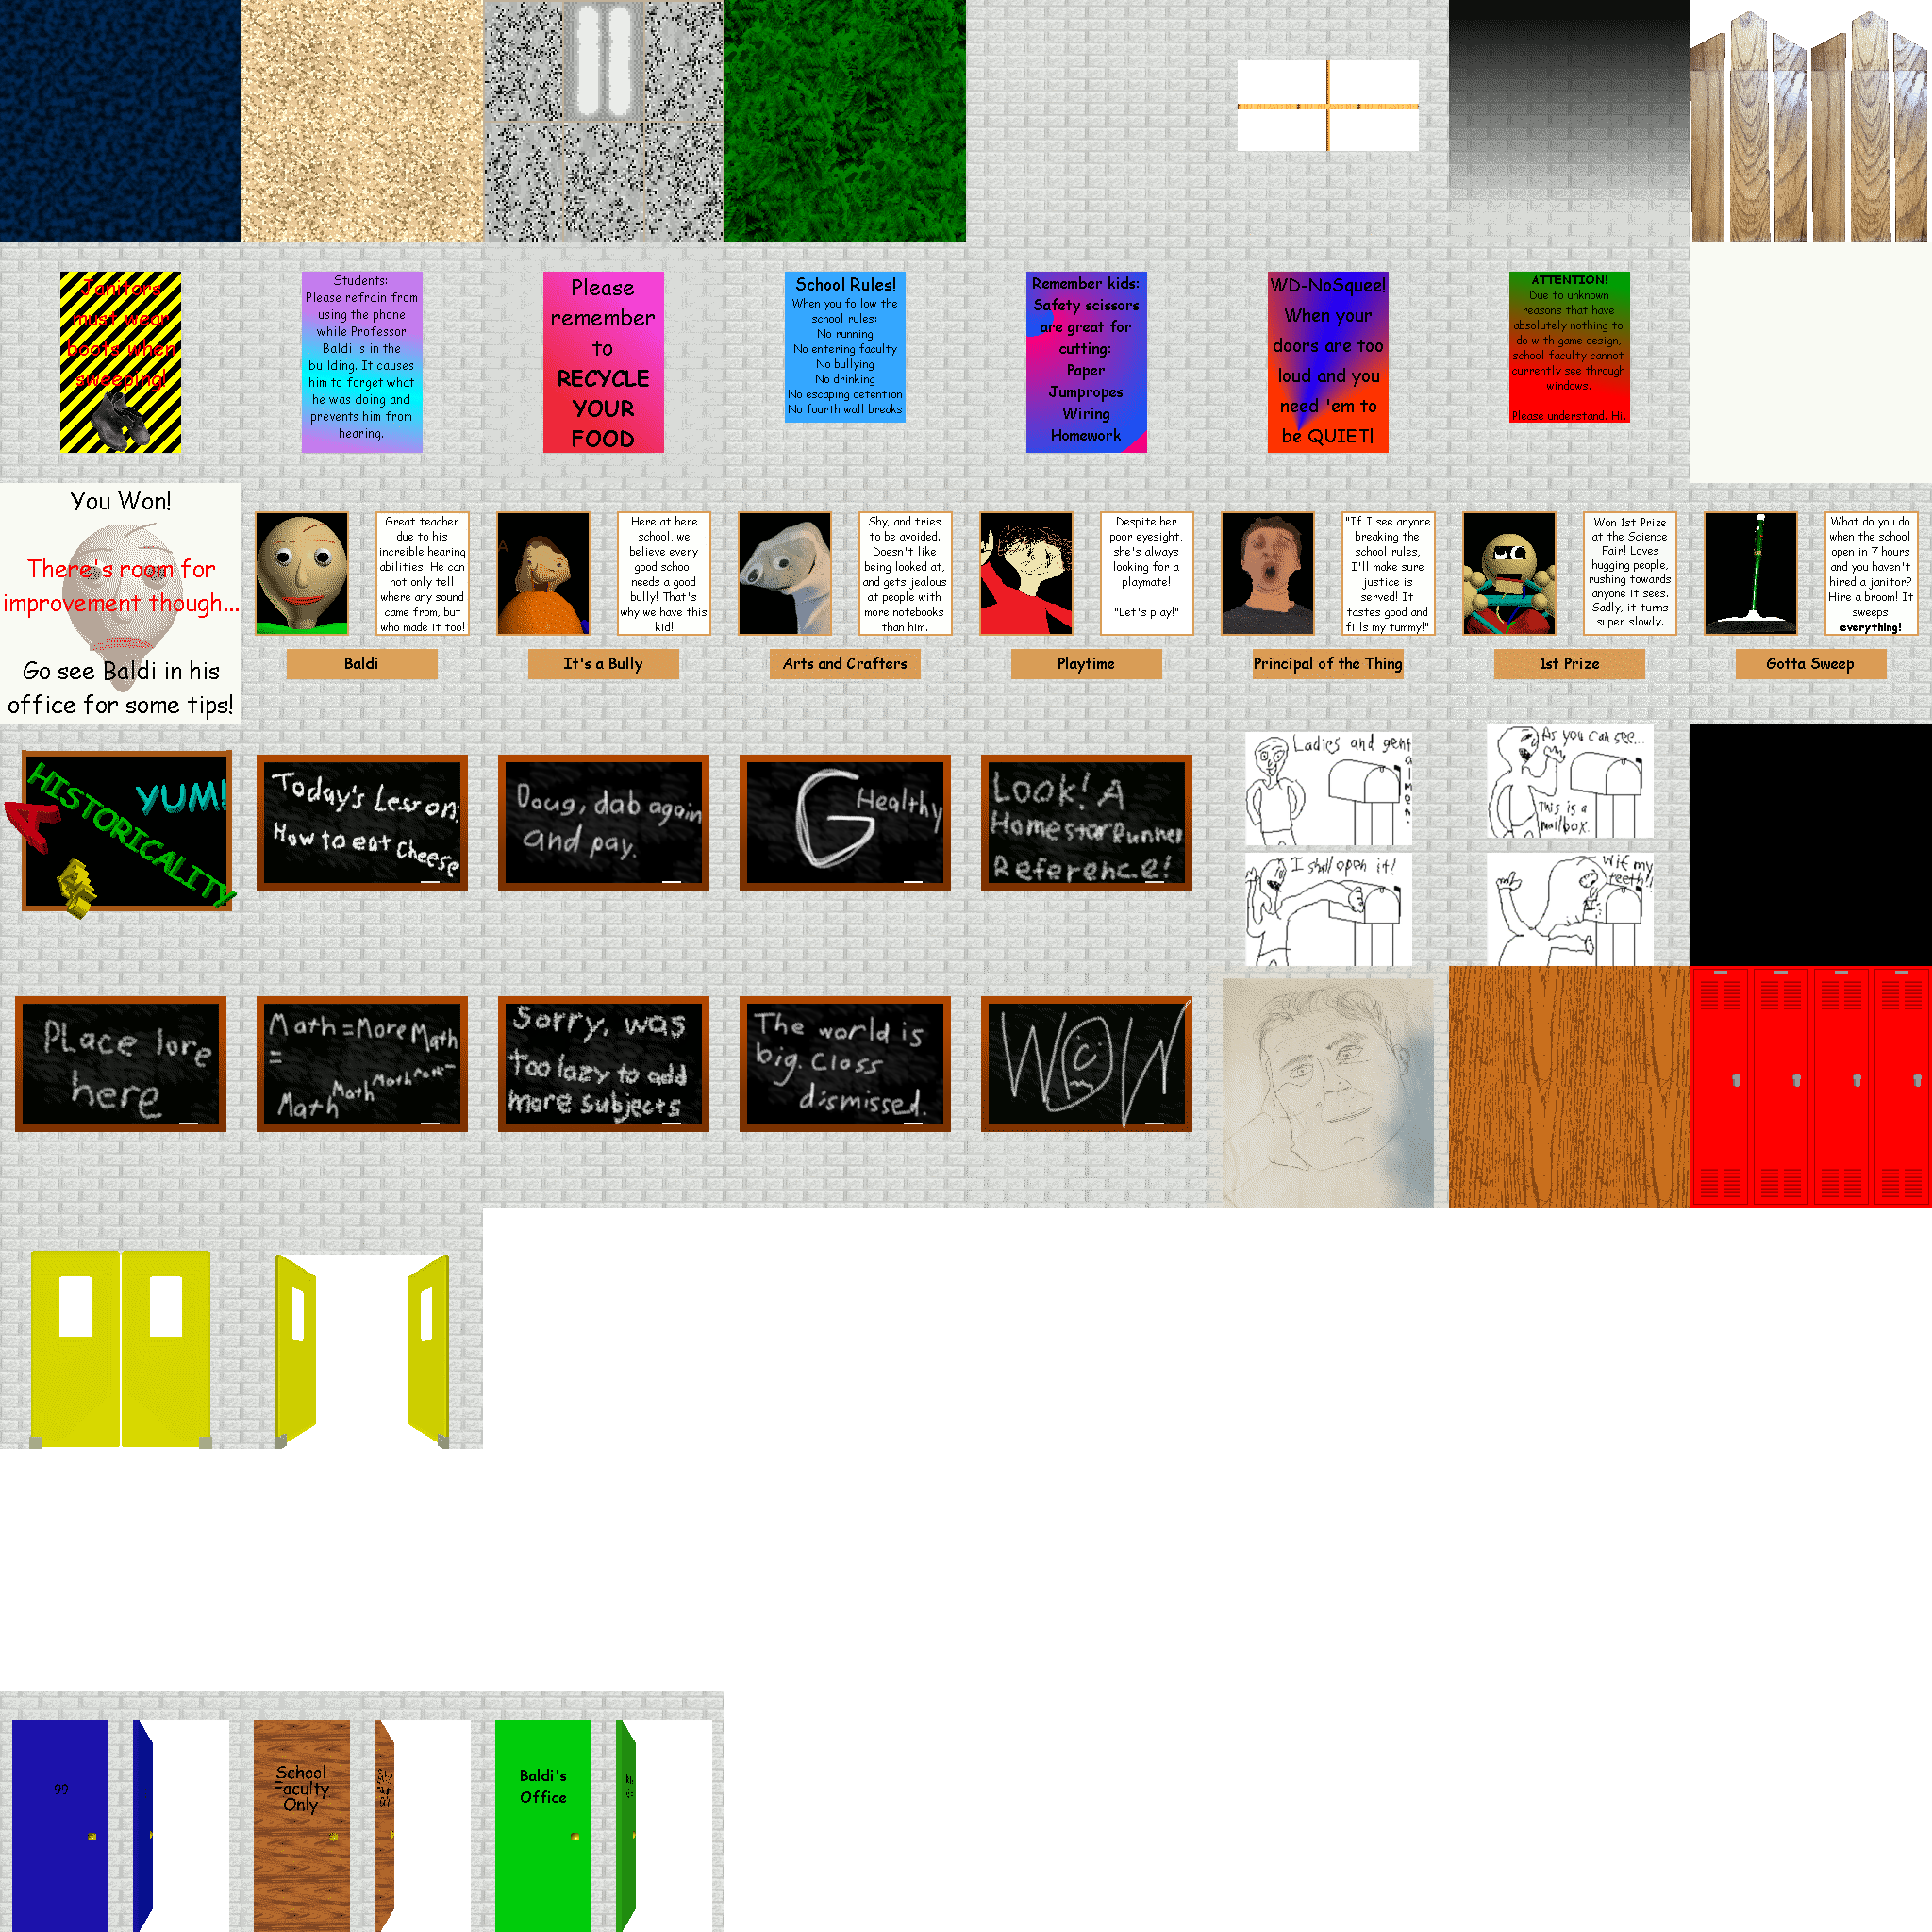 Janitors
must wear
boots when
sweeping!
Students:
Please refrain from
using the phone
while Professor
Baldi is in the
building. It causes
him to forget what
he was doing and
prevents him from
hearing.
Please
remember
to
RECYCLE
YOUR
FOOD
School Rules!
When you follow the
school rules:
No running
No entering faculty
No bullying
No drinking
No escaping detention
No fourth wall breaks
Remember kids:
Safety scissors
are great for
cutting:
Paper
Jumpropes
Wiring
Homework
WD-NoSquee!
When your
doors are too
loud and you
need 'em to
be QUIET!
ATTENTION!
Due to unknown
reasons that have
absolutely nothing to
do with game design,
school faculty cannot
currently see through
windows.
Please understand. Hi.
You Won!
There's room for
improvement though...
Go see Baldi in his
office for some tips!
Great teacher
due to his
increible hearing
abilities! He can
not only tell
where any sound
came from, but
who made it too!
Baldi
Here at here
school, we
believe every
good school
needs a good
bully! That's
why we have this
kid!
It's a Bully
Shy, and tries
to be avoided.
Doesn't like
being looked at,
and gets jealous
at people with
more notebooks
than him.
Arts and Crafters
Despite her
poor eyesight,
she's always
looking for a
playmate!
"Let's play!"
Playtime
"If I see anyone
breaking the
school rules,
I'll make sure
justice is
served! It
tastes good and
fills my tummy!"
Principal of the Thing
Won 1st Prize
at the Science
Fair! Loves
hugging people,
rushing towards
anyone it sees.
Sadly, it turns
super slowly.
1st Prize
What do you do
when the school
open in 7 hours
and you haven't
hired a janitor?
Hire a broom! It
sweeps
everything!
Gotta Sweep
HISTORICALITY
YUM!
A
Today's Lesson:
How to eat cheese
Doug, dab again
and pay.
G Healthy
Look! A
HomestarRunner
Reference!
Ladies and gentalmen.
As you can see...
This is a
mailbox.
I shall open it!
Wif my
teeth!!
PLace lore
here
Math = More Math
=
Math Math Math Math
Sorry, was
too lazy to add
more subjects
The world is
big. Class
dismissed.
WOW
99
School
Faculty
Only
Baldi's
Office